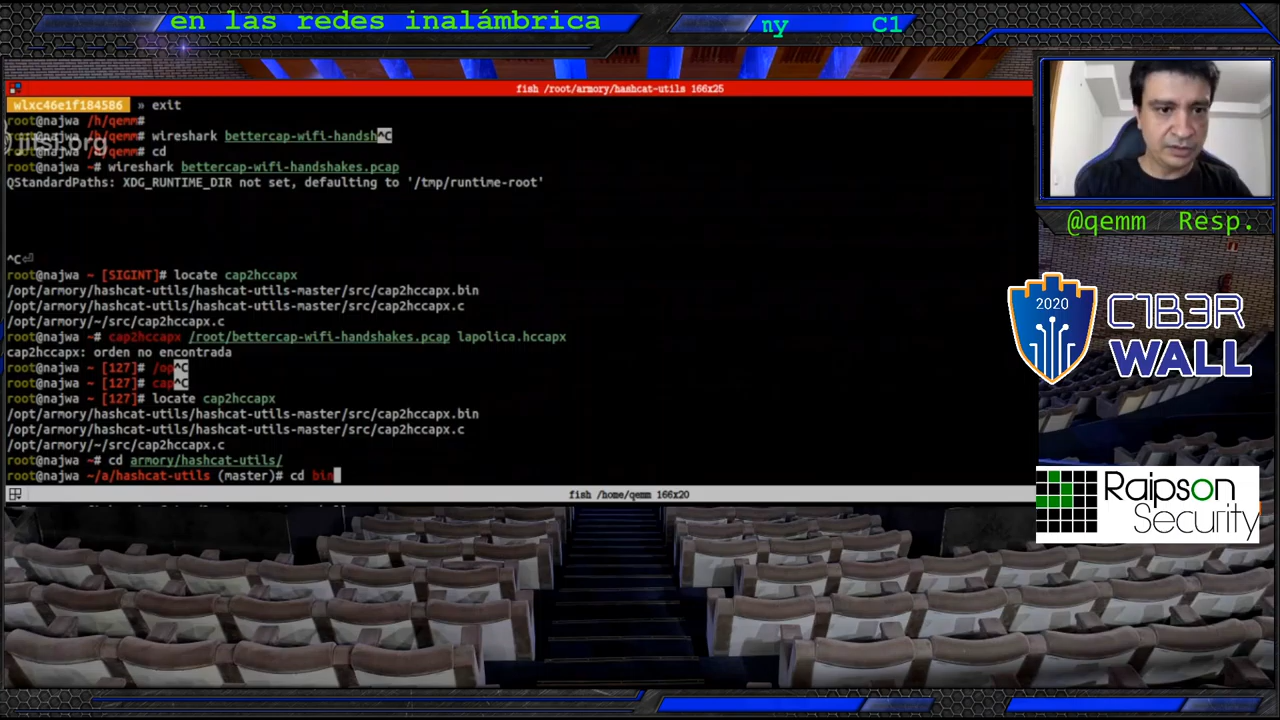 en las redes inalámbrica
ny C1
fish /root/armory/hashcat-utils 166x25
wlxc46e1f184586 » exit
root@najwa /h/qemm#
root@najwa /h/qemm# wireshark bettercap-wifi-handsh^C
jitsi.org
root@najwa /h/qemm# cd
root@najwa ~# wireshark bettercap-wifi-handshakes.pcap
QStandardPaths: XDG_RUNTIME_DIR not set, defaulting to '/tmp/runtime-root'
^C⏎
root@najwa ~ [SIGINT]# locate cap2hccapx
/opt/armory/hashcat-utils/hashcat-utils-master/src/cap2hccapx.bin
/opt/armory/hashcat-utils/hashcat-utils-master/src/cap2hccapx.c
/opt/armory/~/src/cap2hccapx.c
root@najwa ~# cap2hccapx /root/bettercap-wifi-handshakes.pcap lapolica.hccapx
cap2hccapx: orden no encontrada
root@najwa ~ [127]# /op^C
root@najwa ~ [127]# cap^C
root@najwa ~ [127]# locate cap2hccapx
/opt/armory/hashcat-utils/hashcat-utils-master/src/cap2hccapx.bin
/opt/armory/hashcat-utils/hashcat-utils-master/src/cap2hccapx.c
/opt/armory/~/src/cap2hccapx.c
root@najwa ~# cd armory/hashcat-utils/
root@najwa ~/a/hashcat-utils (master)# cd bin
fish /home/qemm 166x20
@qemm Resp.
2020
C1B3R
WALL
Raipson
Security